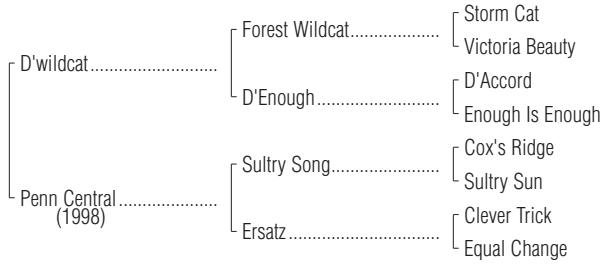 Storm Cat
Forest Wildcat....................
Victoria Beauty
D'wildcat............................
D'Accord
D'Enough...........................
Enough Is Enough
Cox's Ridge
Sultry Song........................
Sultry Sun
Penn Central......................
(1998)
Clever Trick
Ersatz.................................
Equal Change